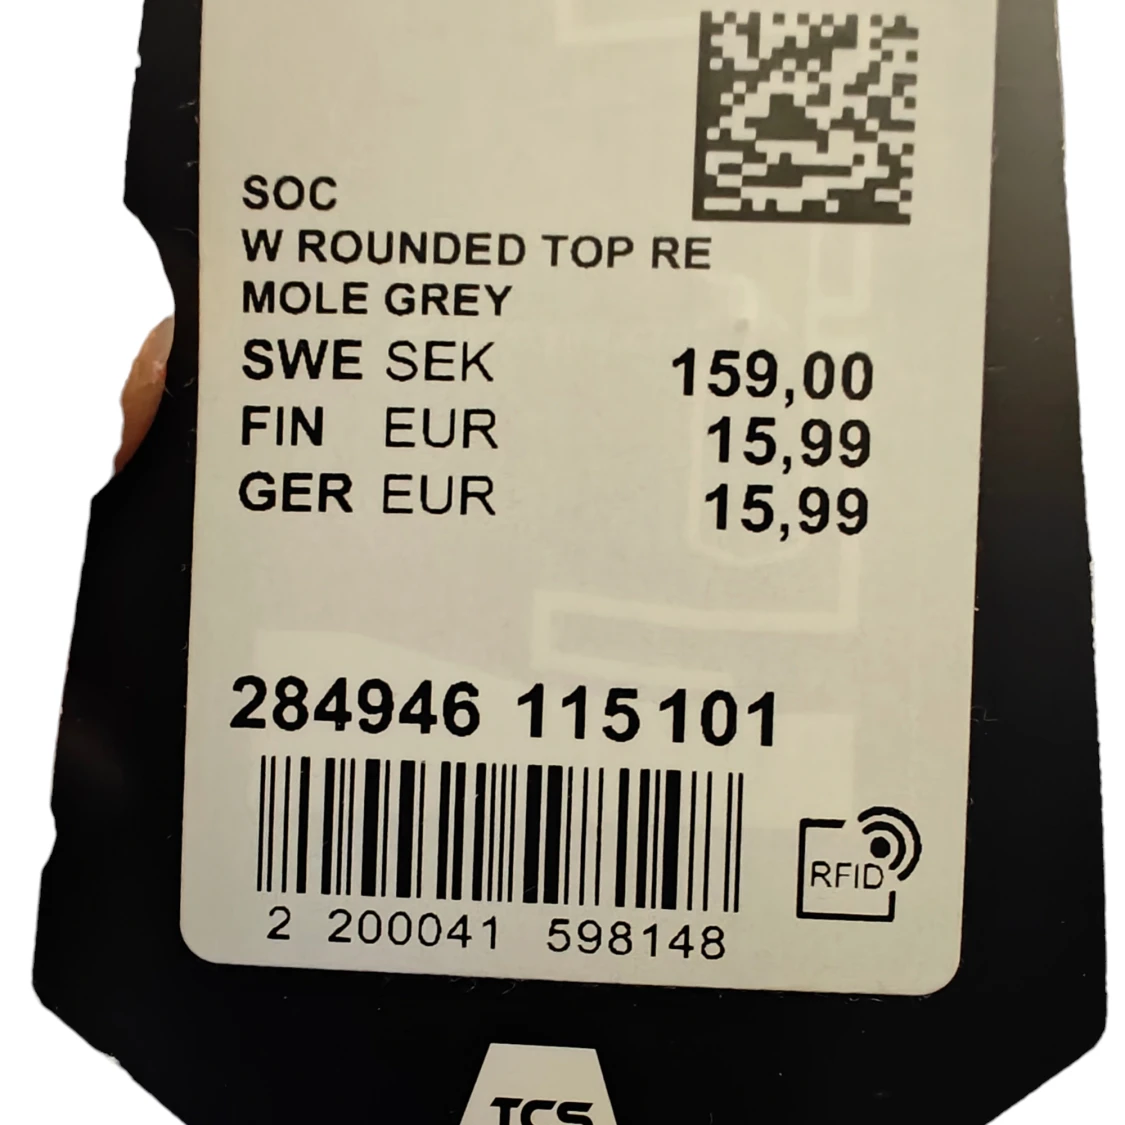 SOC
W ROUNDED TOP RE
MOLE GREY
SWE SEK 159,00
FIN EUR 15,99
GER EUR 15,99
284946 115101
2 200041 598148
RFID
TCS